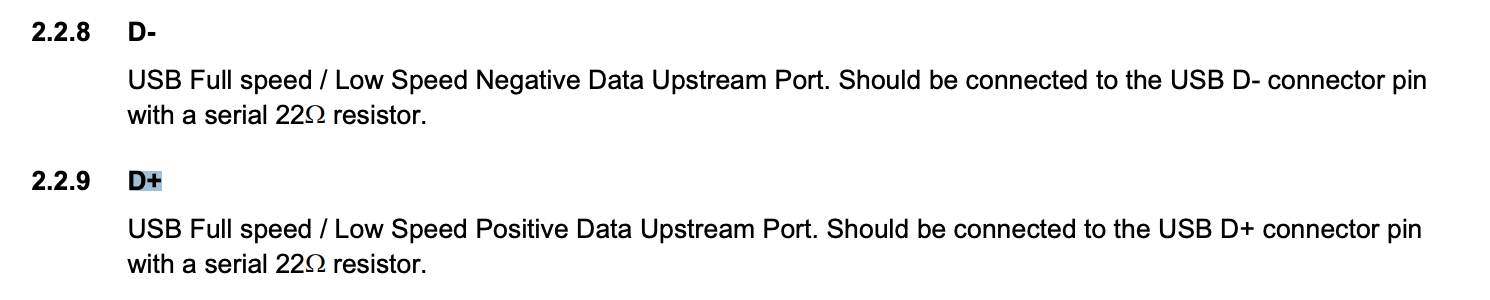 2.2.8 D-
USB Full speed / Low Speed Negative Data Upstream Port. Should be connected to the USB D- connector pin
with a serial 22Ω resistor.
2.2.9 D+
USB Full speed / Low Speed Positive Data Upstream Port. Should be connected to the USB D+ connector pin
with a serial 22Ω resistor.